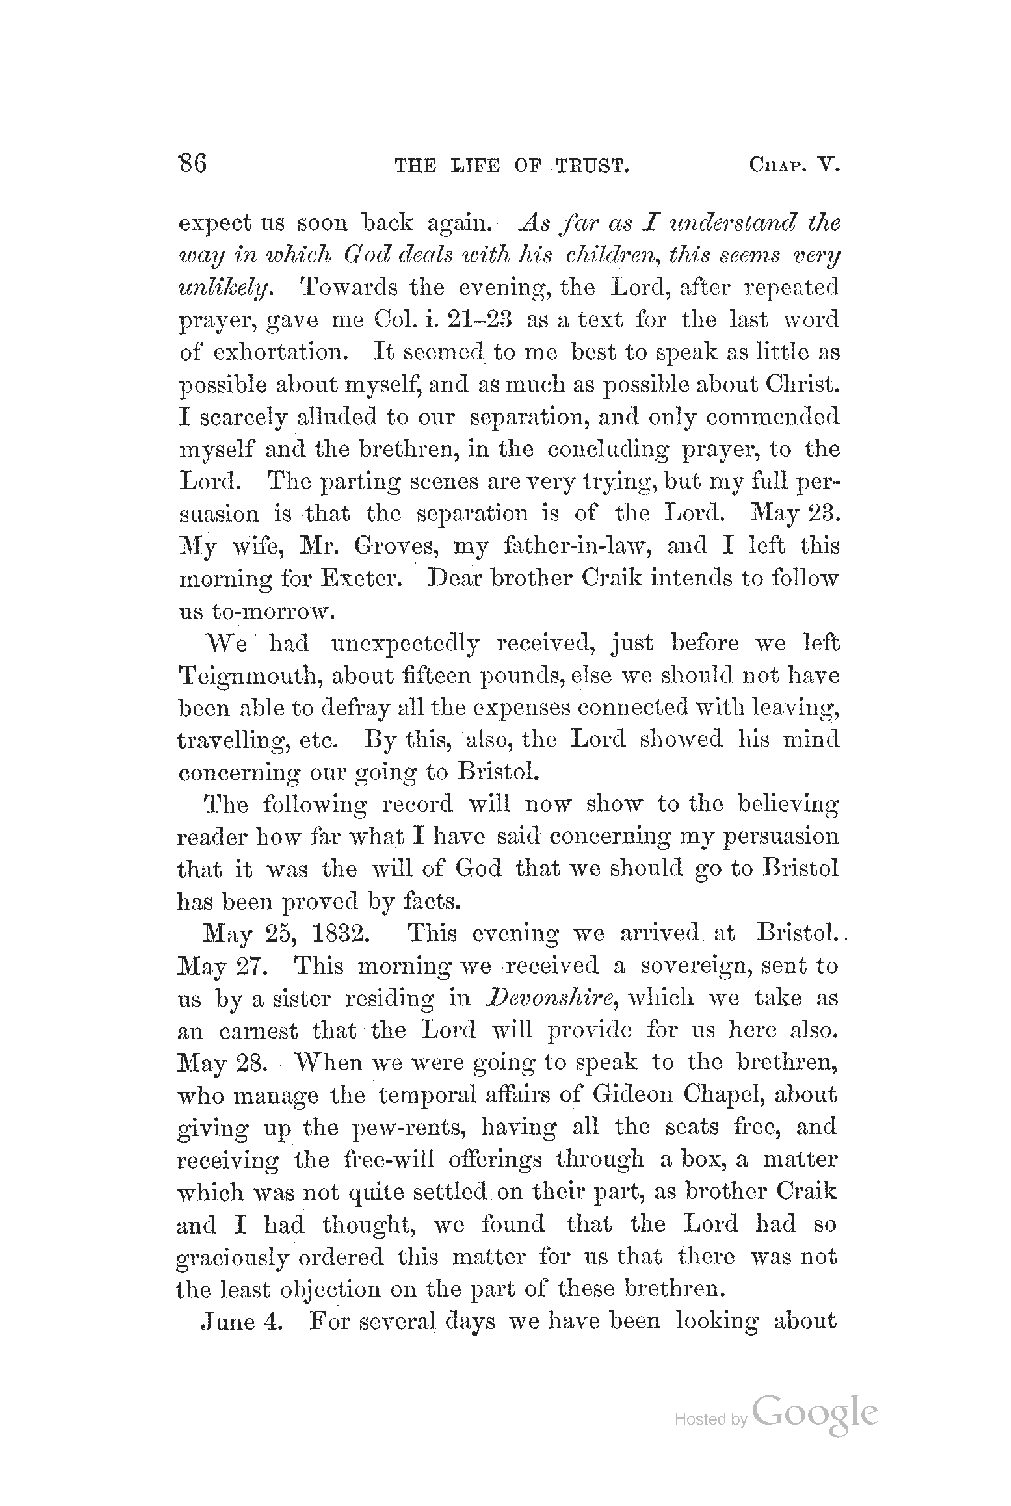 86 THE LIFE OF TRUST. CHAP. V.
expect us soon back again. As far as I understand the
way in which God deals with his children, this seems very
unlikely. Towards the evening, the Lord, after repeated
prayer, gave me Col. i. 21–23 as a text for the last word
of exhortation. It seemed to me best to speak as little as
possible about myself, and as much as possible about Christ.
I scarcely alluded to our separation, and only commended
myself and the brethren, in the concluding prayer, to the
Lord. The parting scenes are very trying, but my full per-
suasion is that the separation is of the Lord. May 23.
My wife, Mr. Groves, my father-in-law, and I left this
morning for Exeter. Dear brother Craik intends to follow
us to-morrow.
We had unexpectedly received, just before we left
Teignmouth, about fifteen pounds, else we should not have
been able to defray all the expenses connected with leaving,
travelling, etc. By this, also, the Lord showed his mind
concerning our going to Bristol.
The following record will now show to the believing
reader how far what I have said concerning my persuasion
that it was the will of God that we should go to Bristol
has been proved by facts.
May 25, 1832. This evening we arrived at Bristol.
May 27. This morning we received a sovereign, sent to
us by a sister residing in Devonshire, which we take as
an earnest that the Lord will provide for us here also.
May 28. When we were going to speak to the brethren,
who manage the temporal affairs of Gideon Chapel, about
giving up the pew-rents, having all the seats free, and
receiving the free-will offerings through a box, a matter
which was not quite settled on their part, as brother Craik
and I had thought, we found that the Lord had so
graciously ordered this matter for us that there was not
the least objection on the part of these brethren.
June 4. For several days we have been looking about
Hosted by Google